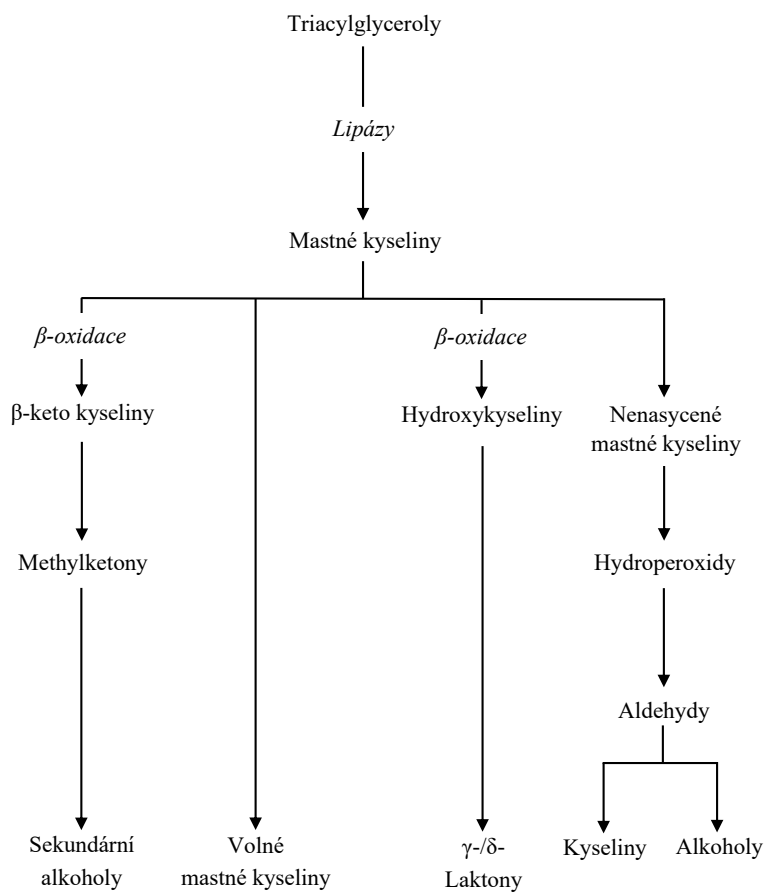 Triacylglyceroly
Lipázy
Mastné kyseliny
β-oxidace
β-oxidace
β-keto kyseliny
Hydroxykyseliny
Nenasycené
mastné kyseliny
Methylketony
Hydroperoxidy
Aldehydy
Sekundární
alkoholy
Volné
mastné kyseliny
γ-/δ-
Laktony
Kyseliny
Alkoholy